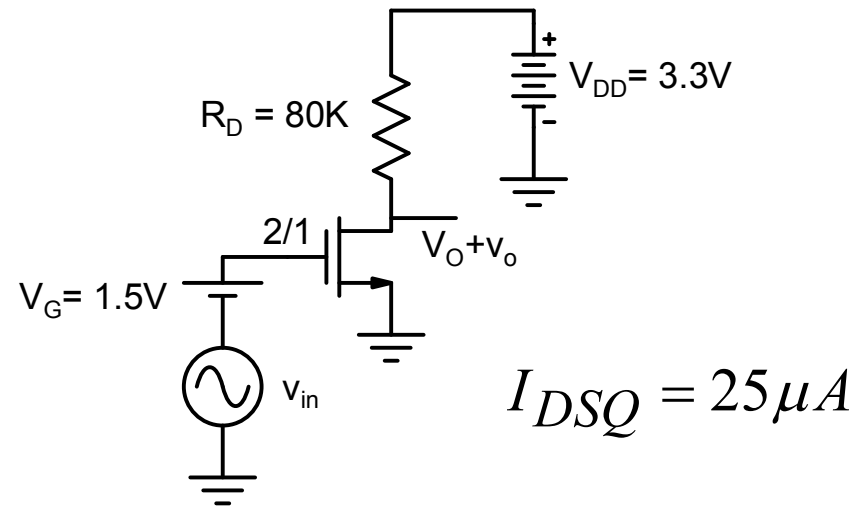 +
V_DD= 3.3V
R_D = 80K
-
2/1
V_O+v_o
V_G= 1.5V
v_in
I_DSQ = 25μA